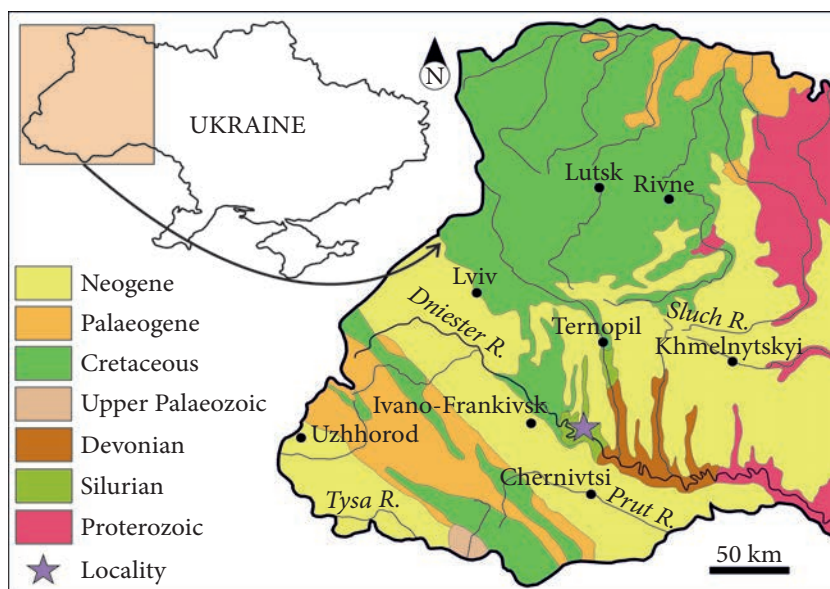 UKRAINE
N
Neogene
Palaeogene
Cretaceous
Upper Palaeozoic
Devonian
Silurian
Proterozoic
Locality
Lutsk
Rivne
Lviv
Dniester R.
Ternopil
Sluch R.
Khmelnytskyi
Ivano-Frankivsk
Uzhhorod
Chernivtsi
Tysa R.
Prut R.
50 km